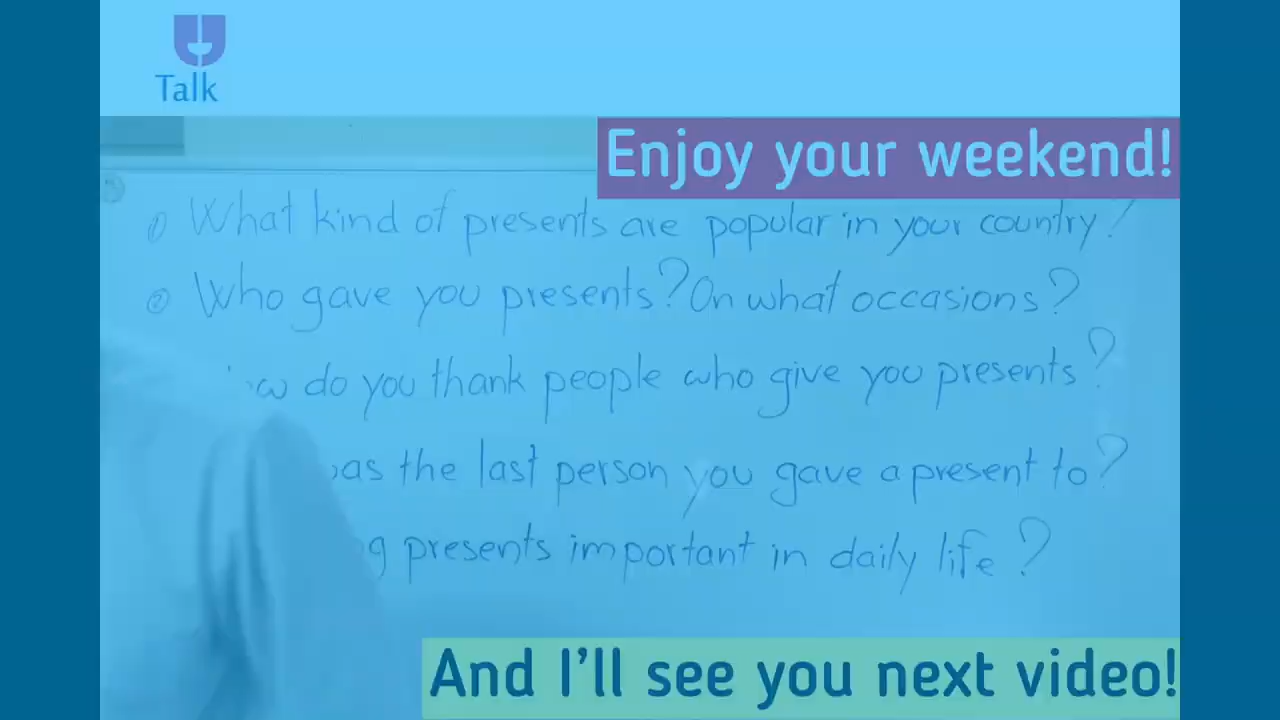 Talk
Enjoy your weekend!
1) What kind of presents are popular in your country?
2) Who gave you presents? On what occasions?
do you thank people who give you presents?
the last person you gave a present to?
presents important in daily life?
And I'll see you next video!